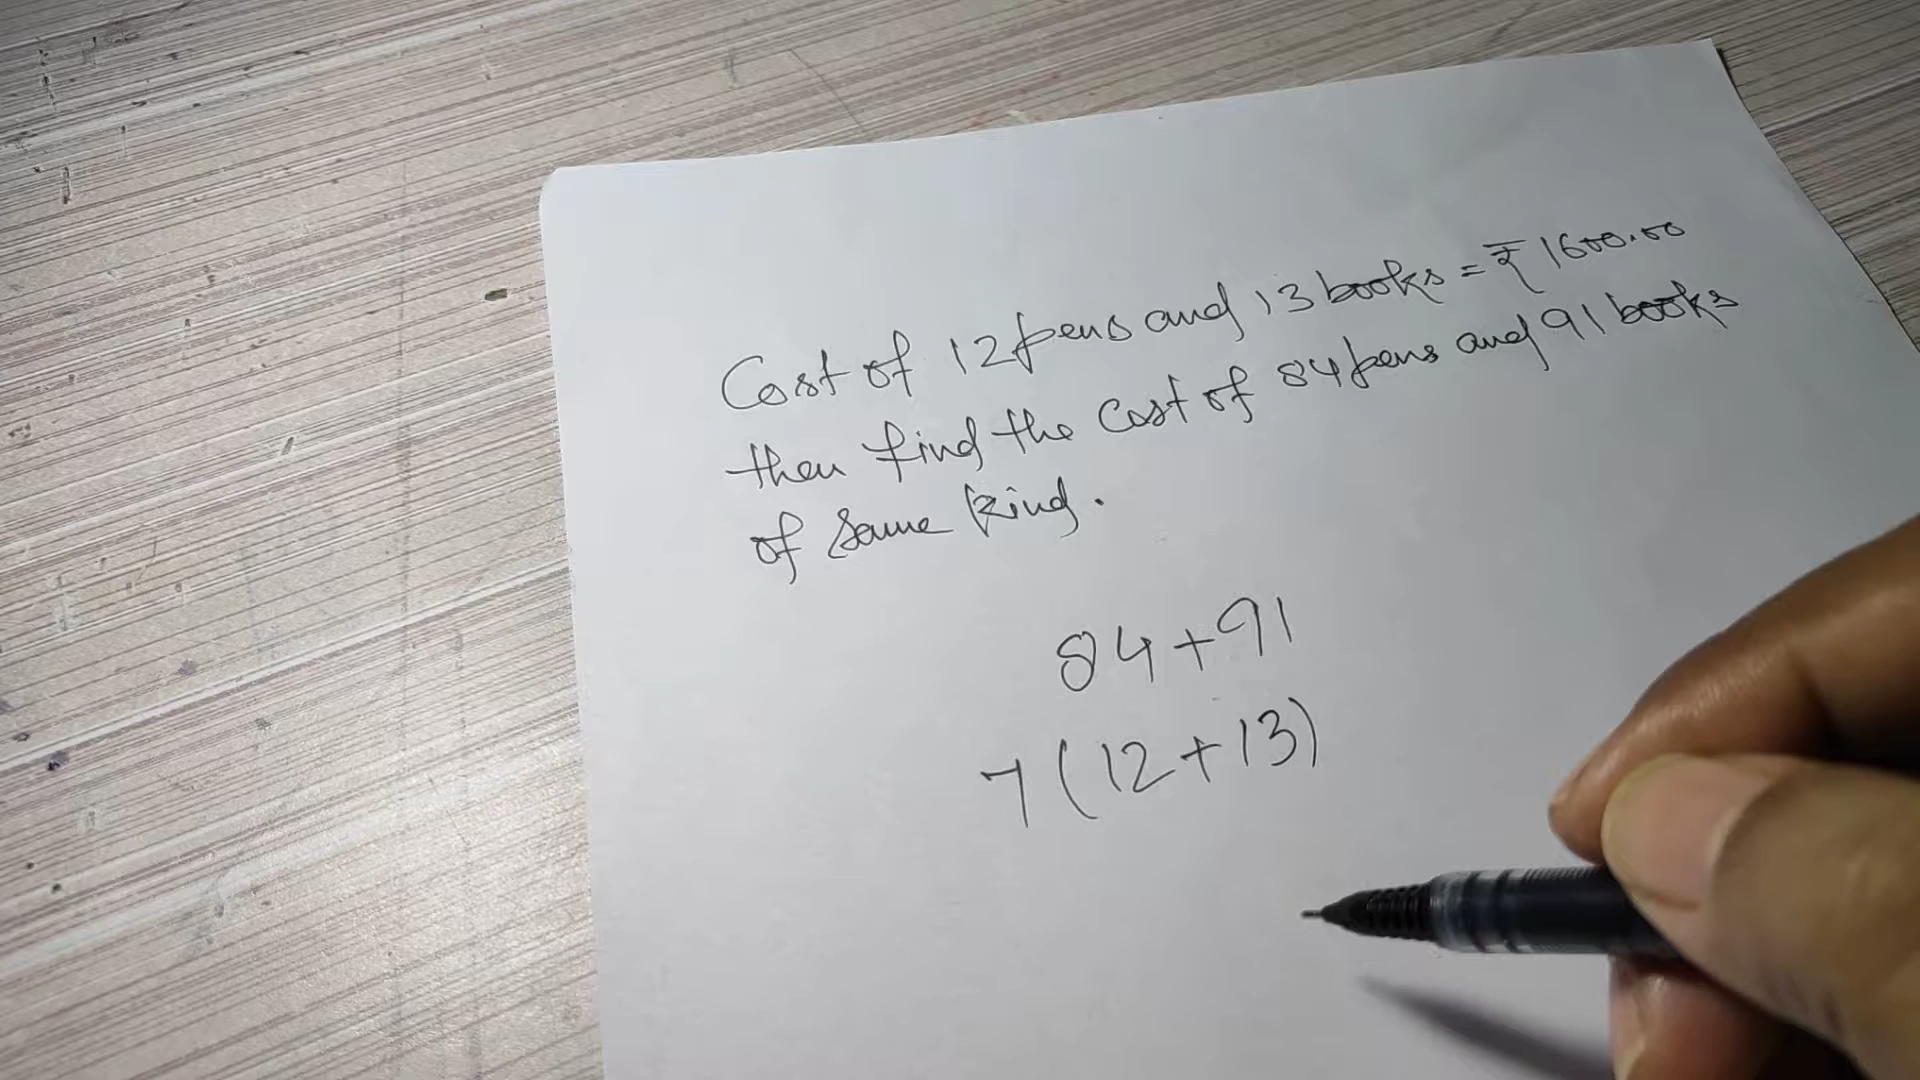 Cost of 12 pens and 13 books = ₹ 1600.00
then find the cost of 84 pens and 91 books
of same kind.
84+91
7(12+13)